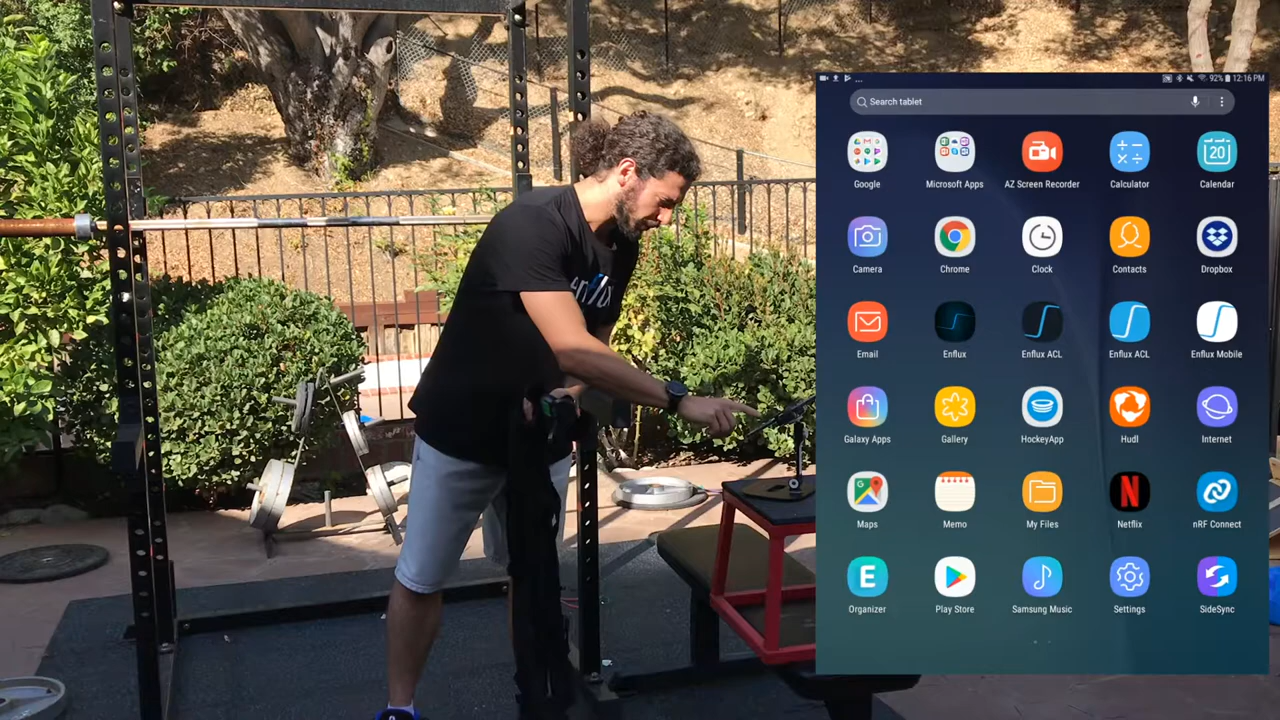 92% 12:16 PM
Search tablet
Google
Microsoft Apps
AZ Screen Recorder
Calculator
20
Calendar
Camera
Chrome
Clock
Contacts
Dropbox
Email
Enflux
Enflux ACL
Enflux ACL
Enflux Mobile
Galaxy Apps
Gallery
HockeyApp
Hudl
Internet
Maps
Memo
My Files
N
Netflix
nRF Connect
E
Organizer
Play Store
Samsung Music
Settings
SideSync
enflux